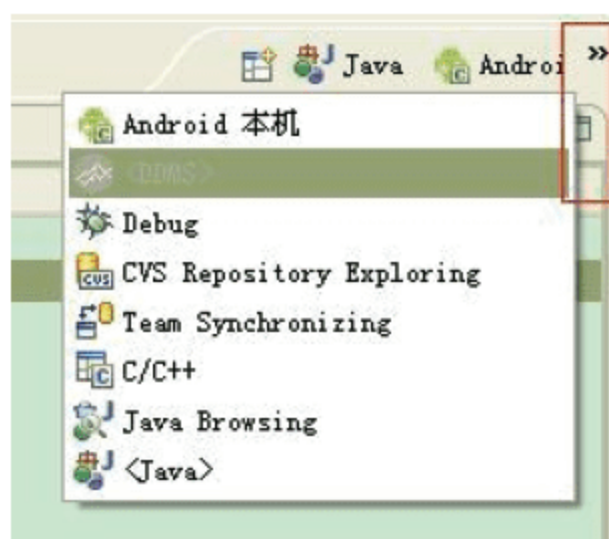 Java Androi »
Android 本机
<DDMS>
Debug
CVS Repository Exploring
Team Synchronizing
C/C++
Java Browsing
<Java>